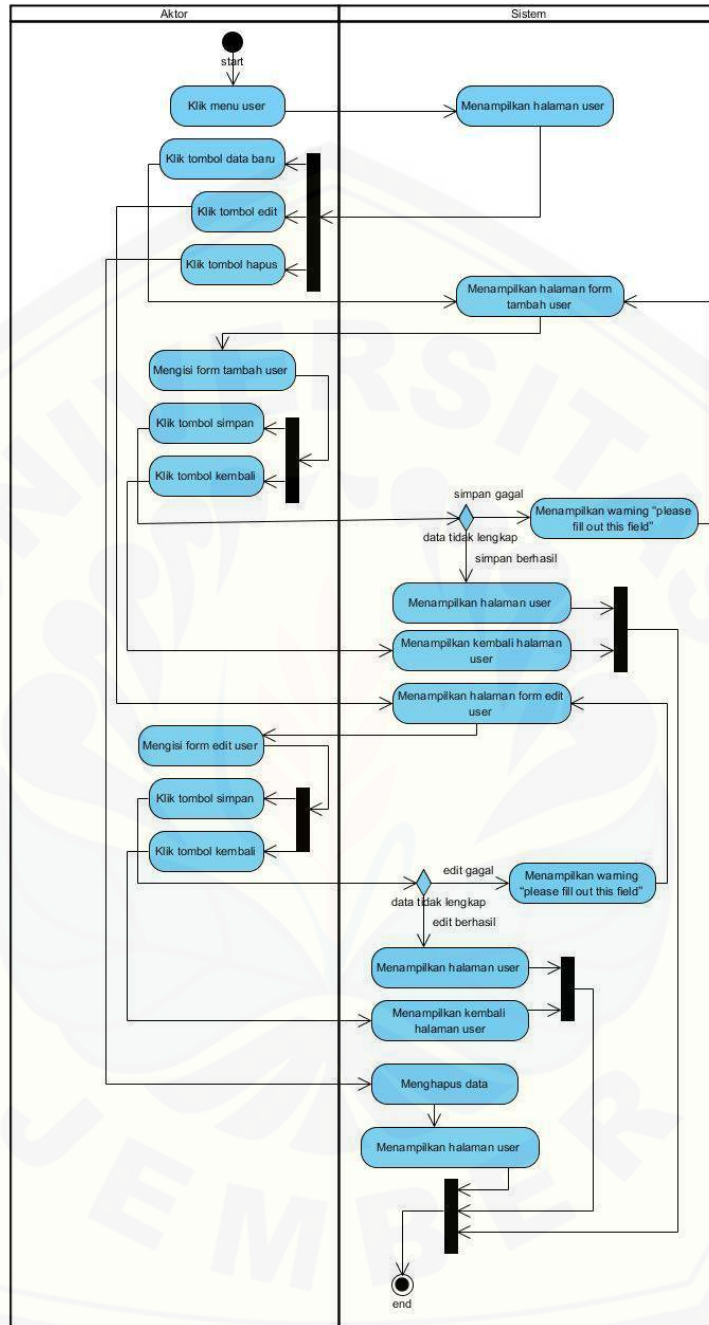 Aktor
Sistem
start
Klik menu user
Menampilkan halaman user
Klik tombol data baru
Klik tombol edit
Klik tombol hapus
Menampilkan halaman form
tambah user
Mengisi form tambah user
Klik tombol simpan
Klik tombol kembali
simpan gagal
Menampilkan warning "please
fill out this field"
data tidak lengkap
simpan berhasil
Menampilkan halaman user
Menampilkan kembali halaman
user
Menampilkan halaman form edit
user
Mengisi form edit user
Klik tombol simpan
Klik tombol kembali
edit gagal
Menampilkan warning
"please fill out this field"
data tidak lengkap
edit berhasil
Menampilkan halaman user
Menampilkan kembali
halaman user
Menghapus data
Menampilkan halaman user
end
UNIVERSITAS
JEMBER